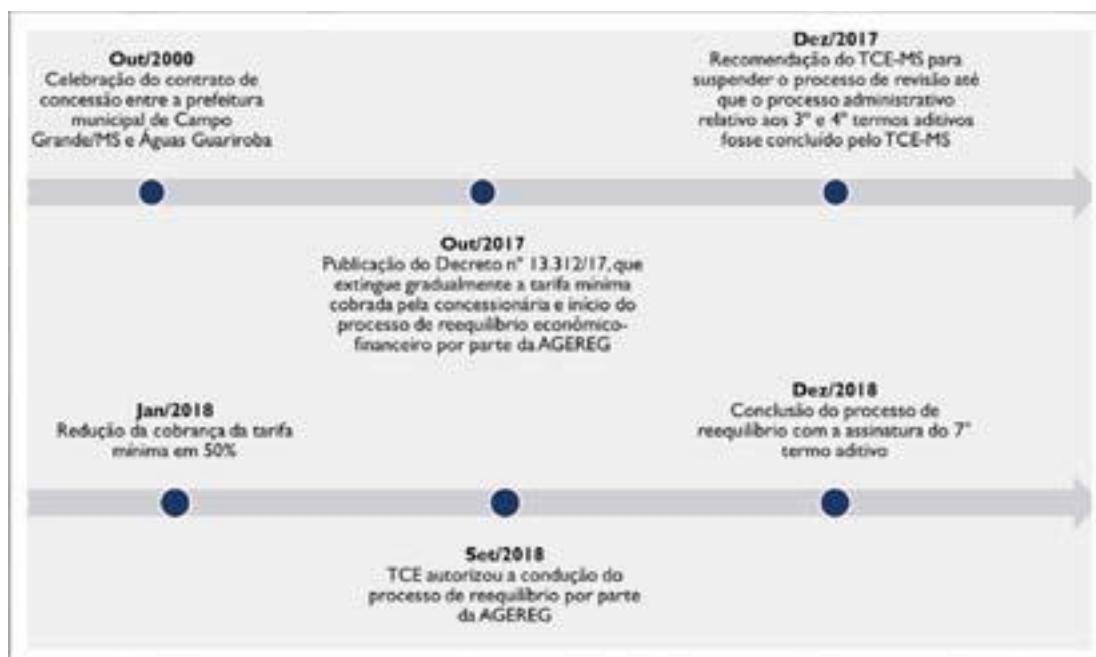 Out/2000
Celebração do contrato de
concessão entre a prefeitura
municipal de Campo
Grande/MS e Águas Guariroba
Dez/2017
Recomendação do TCE-MS para
suspender o processo de revisão até
que o processo administrativo
relativo aos 3º e 4º termos aditivos
fosse concluído pelo TCE-MS
Out/2017
Publicação do Decreto nº 13.312/17, que
extingue gradualmente a tarifa mínima
cobrada pela concessionária e início do
processo de reequilíbrio econômico-
financeiro por parte da AGEREG
Jan/2018
Redução da cobrança da tarifa
mínima em 50%
Dez/2018
Conclusão do processo de
reequilíbrio com a assinatura do 7º
termo aditivo
Set/2018
TCE autorizou a condução do
processo de reequilíbrio por parte
da AGEREG